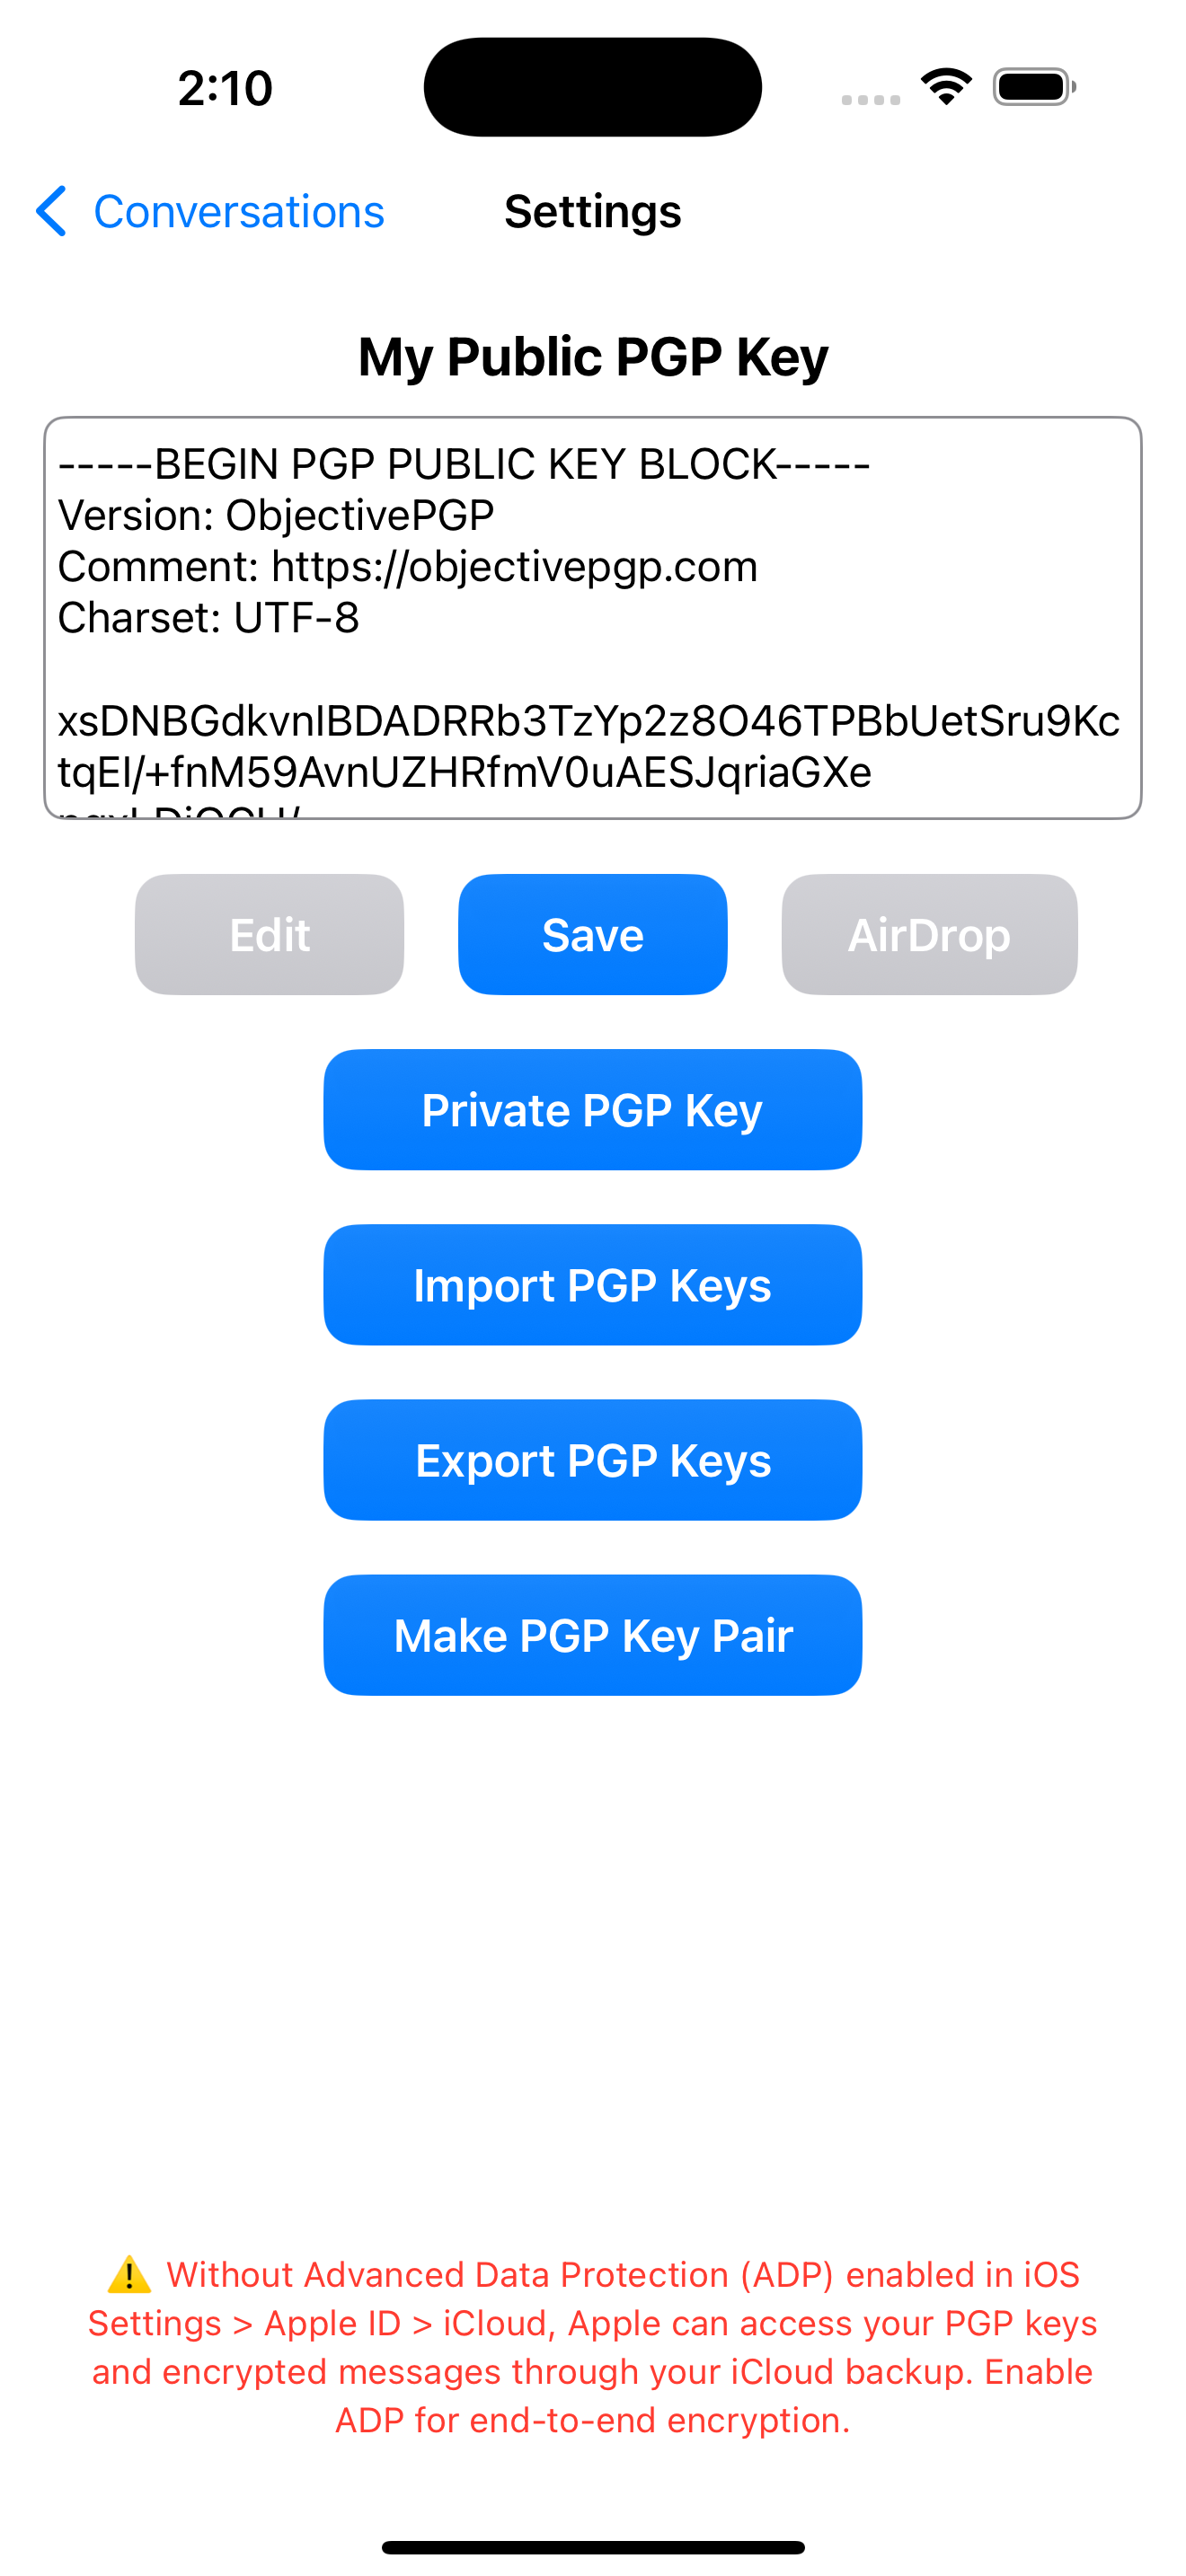 2:10
Conversations
Settings
My Public PGP Key
-----BEGIN PGP PUBLIC KEY BLOCK-----
Version: ObjectivePGP
Comment: https://objectivepgp.com
Charset: UTF-8
xsDNBGdkvnIBDADRRb3TzYp2z8O46TPBbUetSru9Kc
tqEI/+fnM59AvnUZHRfmV0uAESJqriaGXe
Edit
Save
AirDrop
Private PGP Key
Import PGP Keys
Export PGP Keys
Make PGP Key Pair
⚠️ Without Advanced Data Protection (ADP) enabled in iOS
Settings > Apple ID > iCloud, Apple can access your PGP keys
and encrypted messages through your iCloud backup. Enable
ADP for end-to-end encryption.